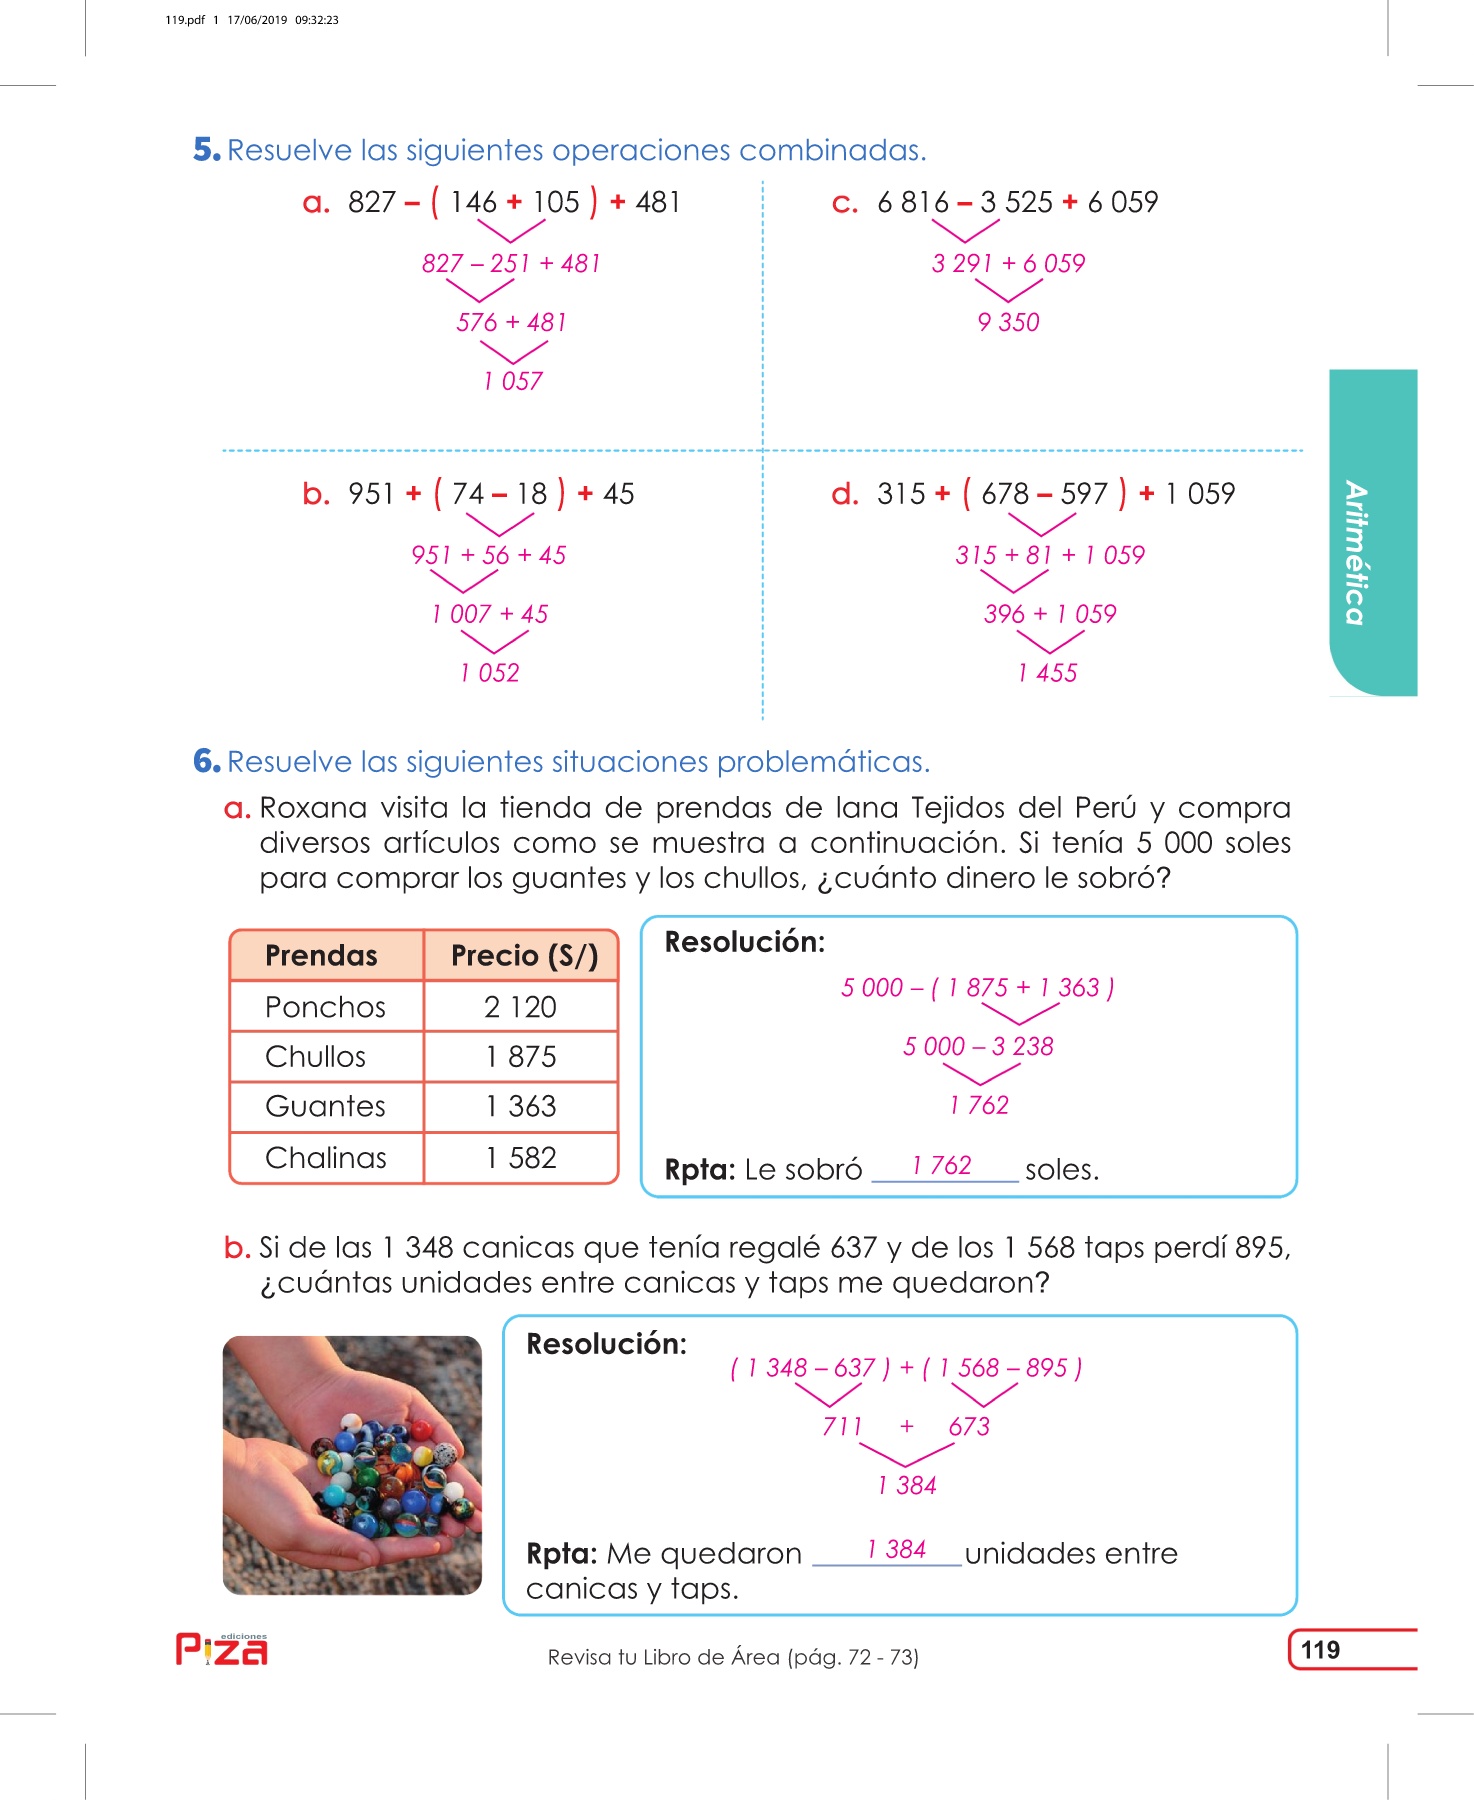 119.pdf 1 17/06/2019 09:32:23
5. Resuelve las siguientes operaciones combinadas.
a. 827 – ( 146 + 105 ) + 481
827 – 251 + 481
576 + 481
1 057
c. 6 816 – 3 525 + 6 059
3 291 + 6 059
9 350
b. 951 + ( 74 – 18 ) + 45
951 + 56 + 45
1 007 + 45
1 052
d. 315 + ( 678 – 597 ) + 1 059
315 + 81 + 1 059
396 + 1 059
1 455
Aritmética
6. Resuelve las siguientes situaciones problemáticas.
a. Roxana visita la tienda de prendas de lana Tejidos del Perú y compra
diversos artículos como se muestra a continuación. Si tenía 5 000 soles
para comprar los guantes y los chullos, ¿cuánto dinero le sobró?
Prendas Precio (S/)
Ponchos 2 120
Chullos 1 875
Guantes 1 363
Chalinas 1 582
Resolución:
5 000 – ( 1 875 + 1 363 )
5 000 – 3 238
1 762
Rpta: Le sobró 1 762 soles.
b. Si de las 1 348 canicas que tenía regalé 637 y de los 1 568 taps perdí 895,
¿cuántas unidades entre canicas y taps me quedaron?
Resolución:
( 1 348 – 637 ) + ( 1 568 – 895 )
711 + 673
1 384
Rpta: Me quedaron 1 384 unidades entre
canicas y taps.
ediciones
Piza
Revisa tu Libro de Área (pág. 72 - 73)
119